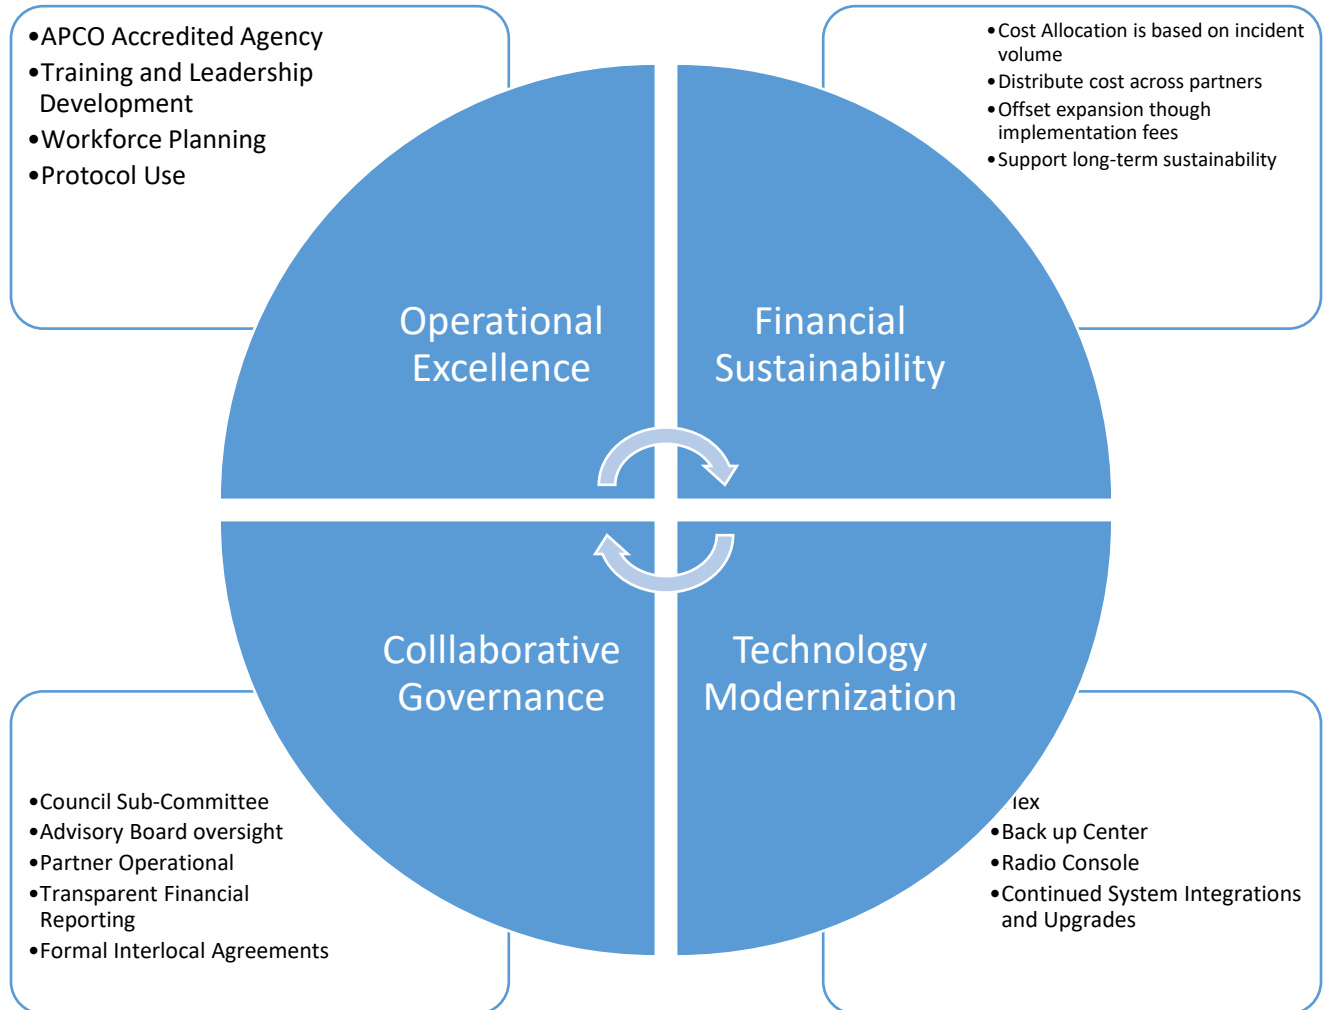 •APCO Accredited Agency
•Training and Leadership
Development
•Workforce Planning
•Protocol Use
•Cost Allocation is based on incident
volume
•Distribute cost across partners
•Offset expansion though
implementation fees
•Support long-term sustainability
Operational
Excellence
Financial
Sustainability
Colllaborative
Governance
Technology
Modernization
•Council Sub-Committee
•Advisory Board oversight
•Partner Operational
•Transparent Financial
Reporting
•Formal Interlocal Agreements
•Back up Center
•Radio Console
•Continued System Integrations
and Upgrades